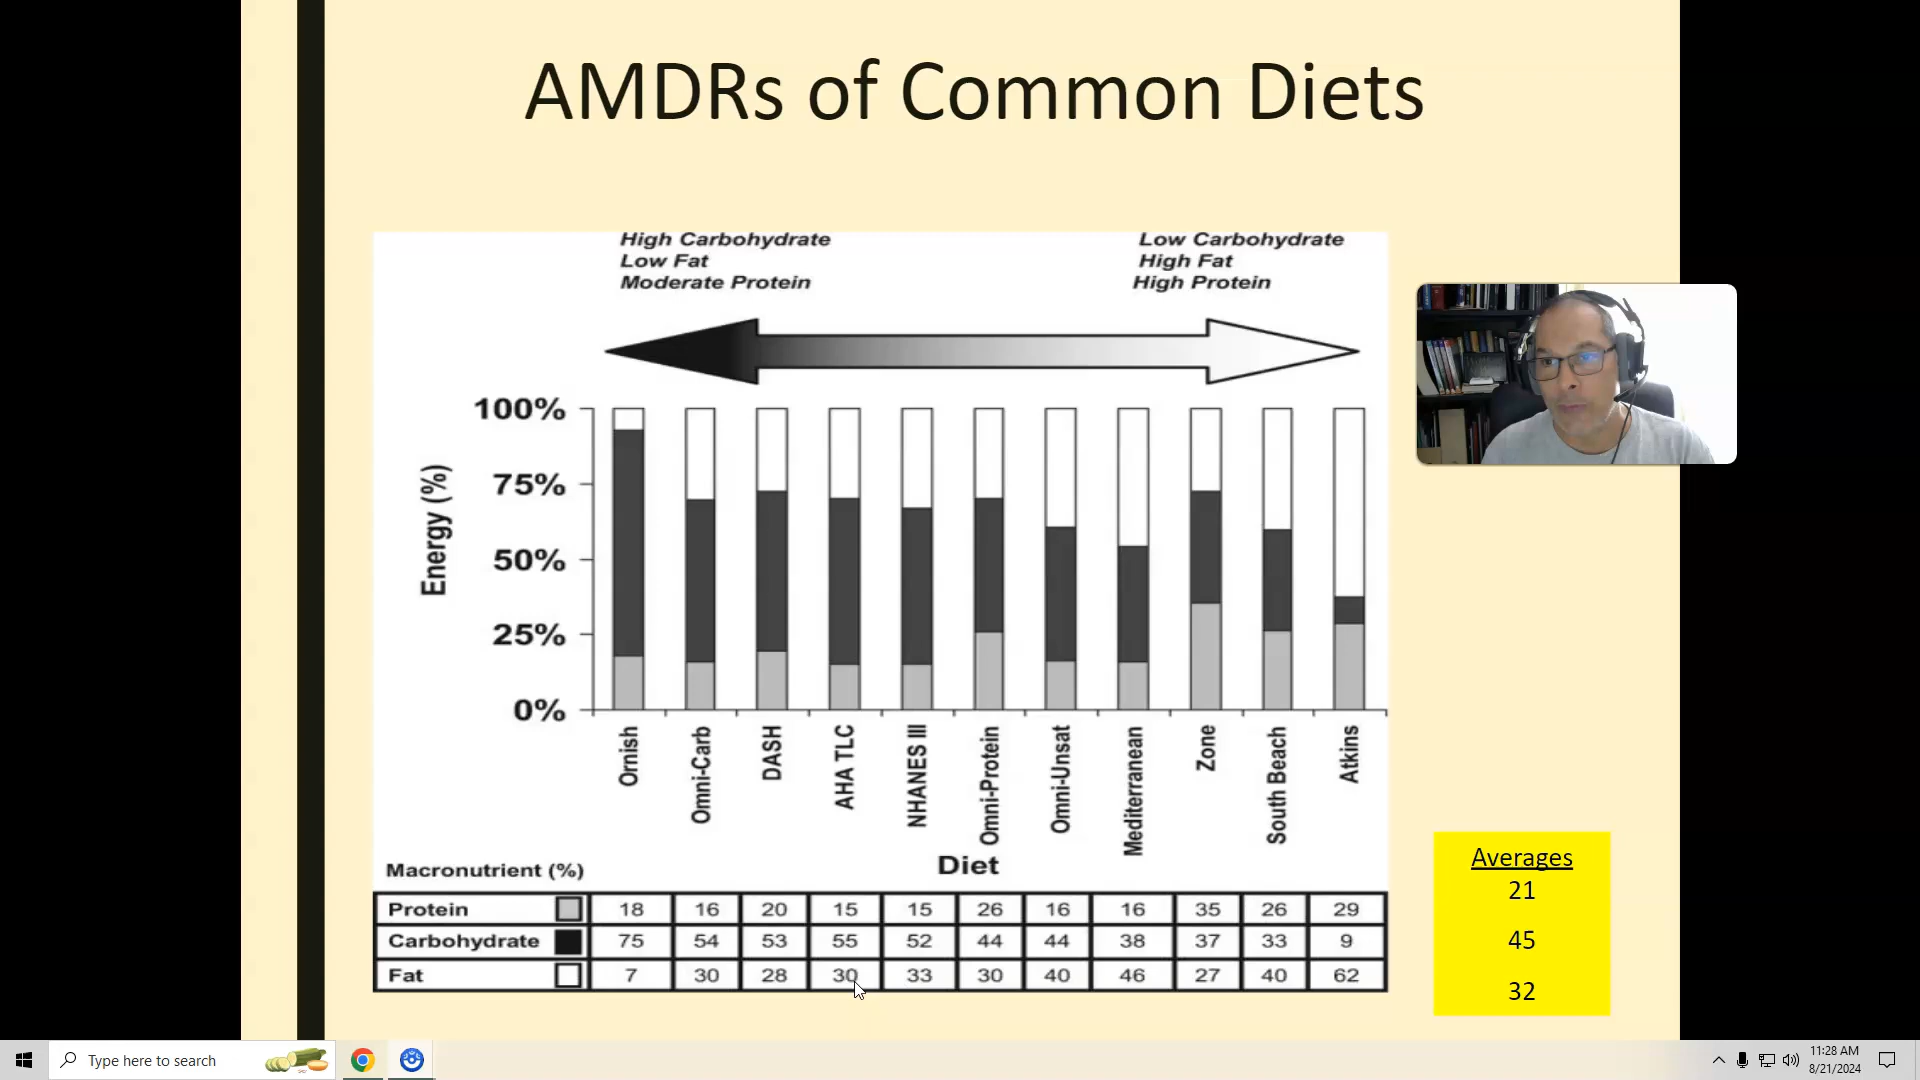 AMDRs of Common Diets
High Carbohydrate
Low Fat
Moderate Protein
Low Carbohydrate
High Fat
High Protein
100%
75%
50%
25%
0%
Energy (%)
Ornish
Omni-Carb
DASH
AHA TLC
NHANES III
Omni-Protein
Omni-Unsat
Mediterranean
Zone
South Beach
Atkins
Diet
Macronutrient (%)
Protein 18 16 20 15 15 26 16 16 35 26 29
Carbohydrate 75 54 53 55 52 44 44 38 37 33 9
Fat 7 30 28 30 33 30 40 46 27 40 62
Averages
21
45
32
Type here to search
11:28 AM
8/21/2024